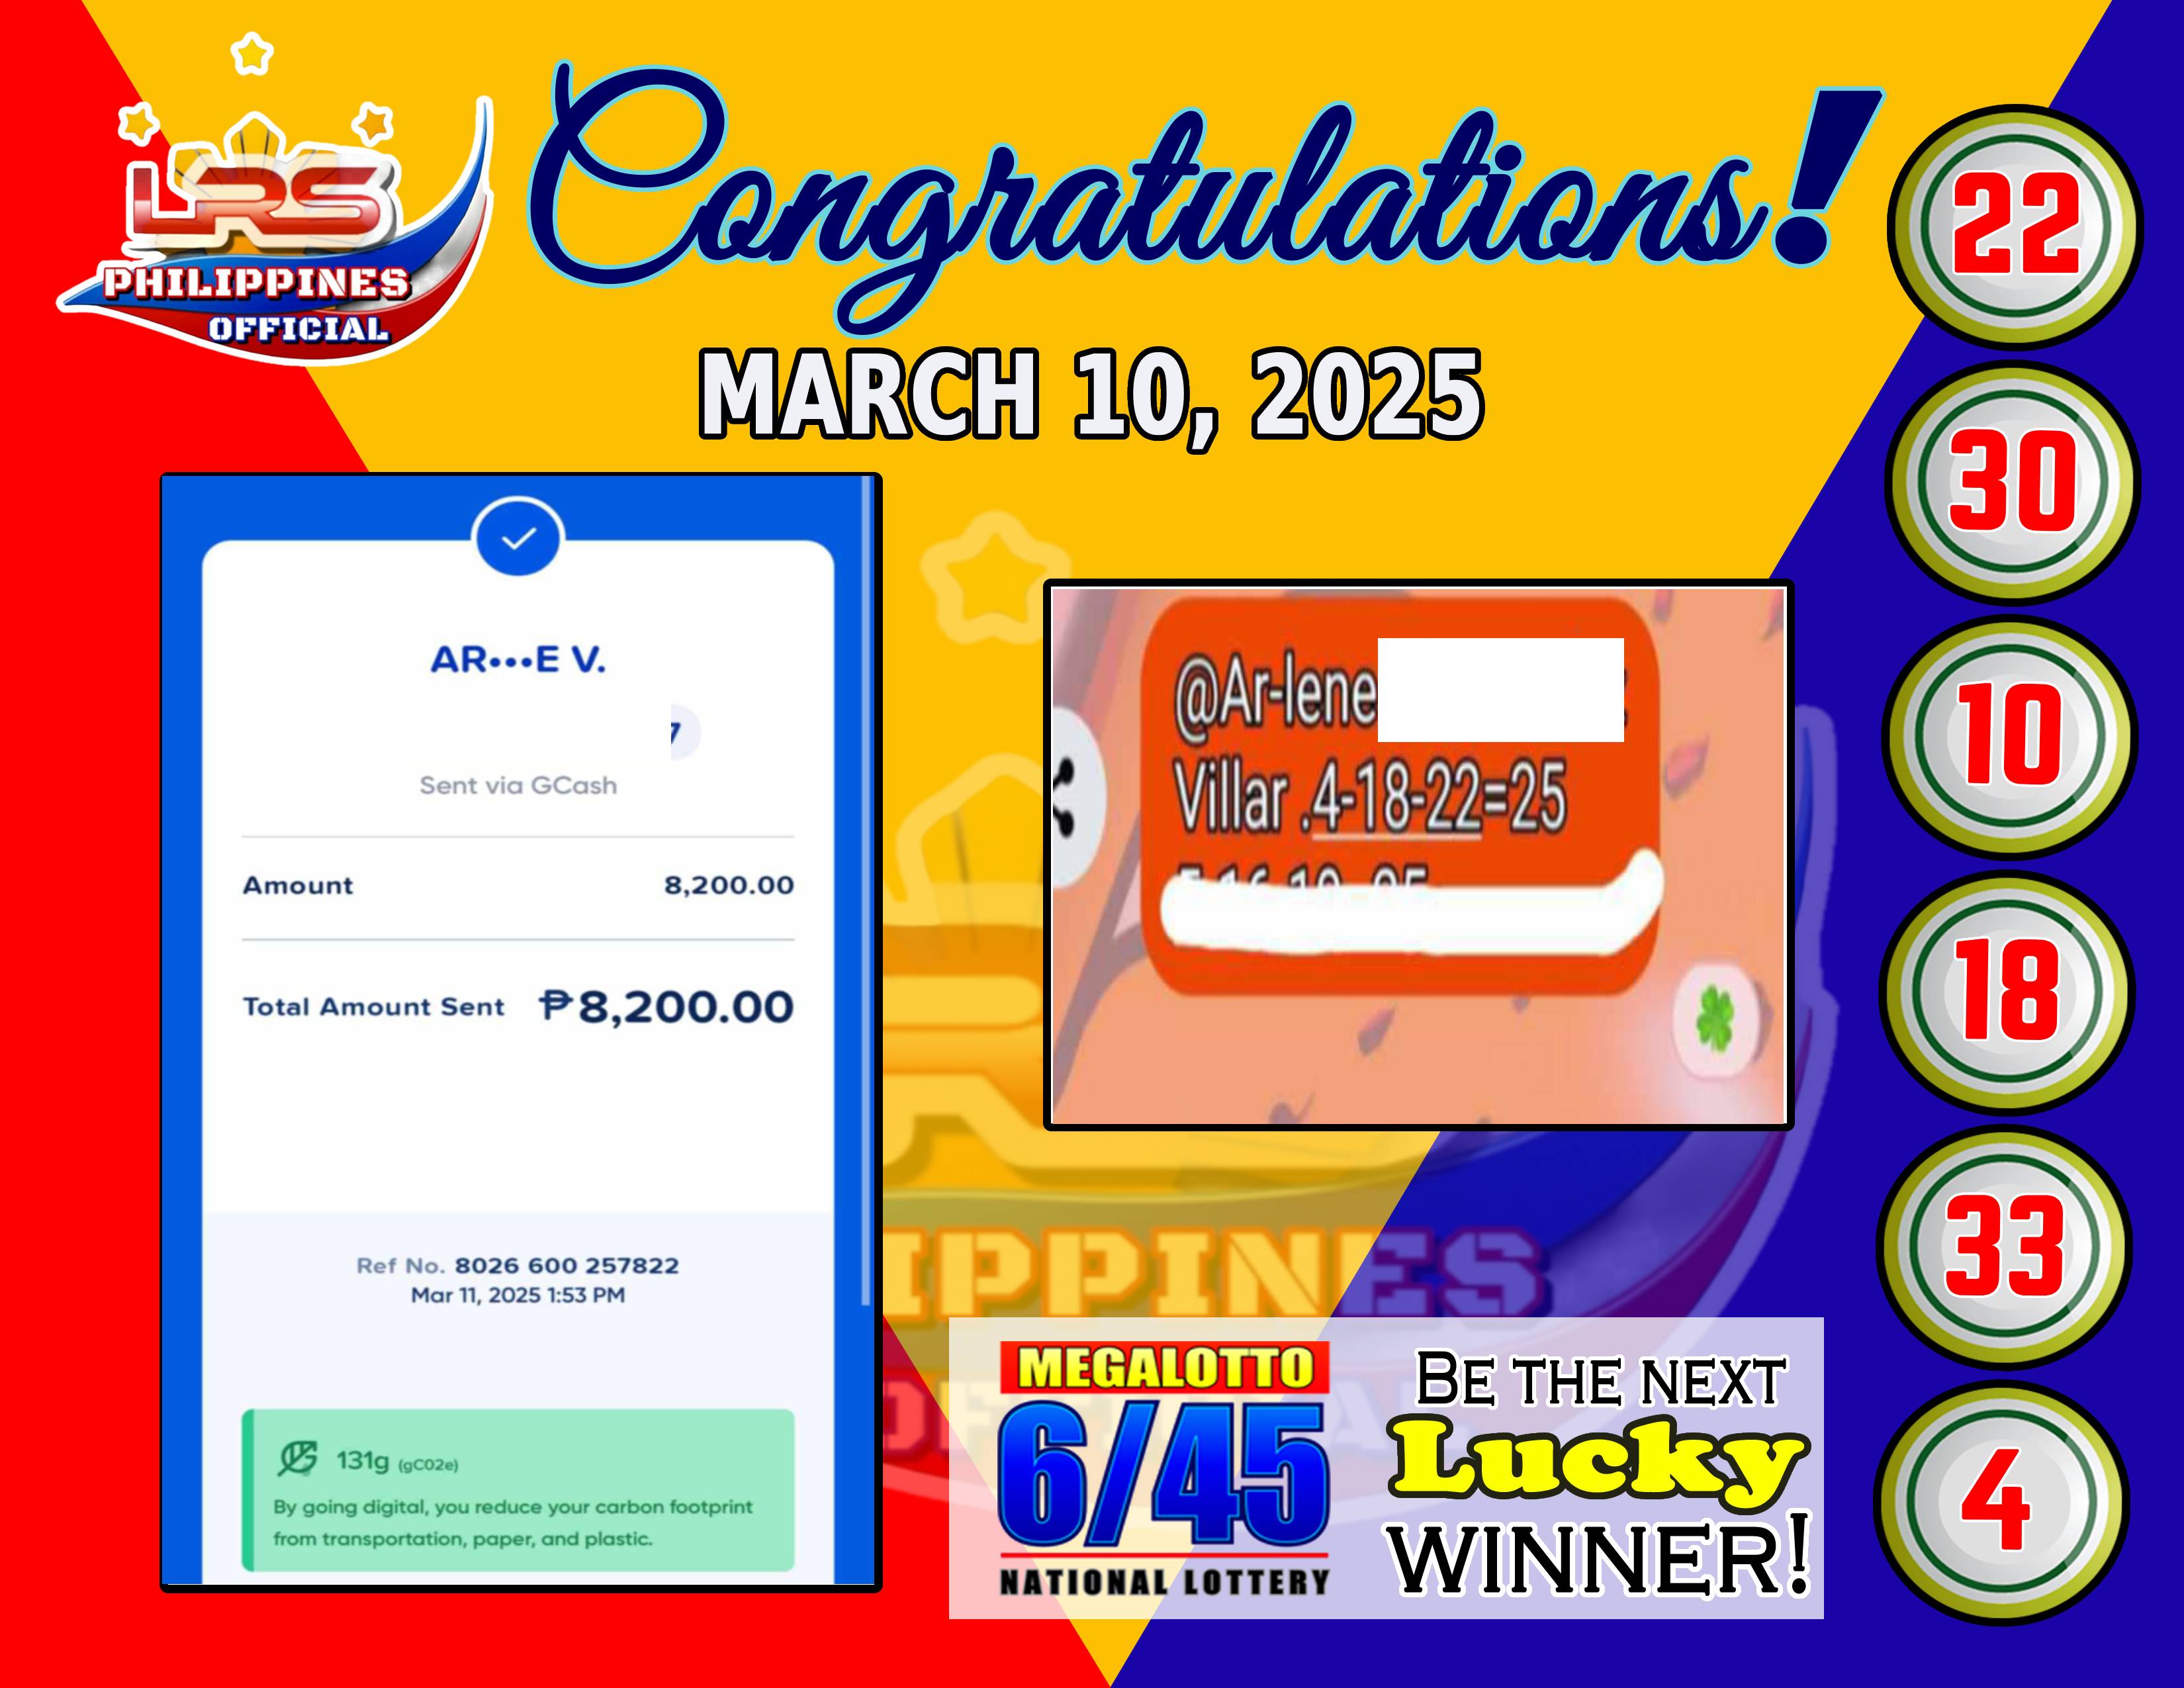 LRS
PHILIPPINES
OFFICIAL
Congratulations!
MARCH 10, 2025
AR•••E V.
7
Sent via GCash
Amount 8,200.00
Total Amount Sent ₱8,200.00
Ref No. 8026 600 257822
Mar 11, 2025 1:53 PM
131g (gCO2e)
By going digital, you reduce your carbon footprint
from transportation, paper, and plastic.
@Ar-lene
Villar .4-18-22=25
MEGALOTTO
6/45
NATIONAL LOTTERY
BE THE NEXT
Lucky
WINNER!
22
30
10
18
33
4